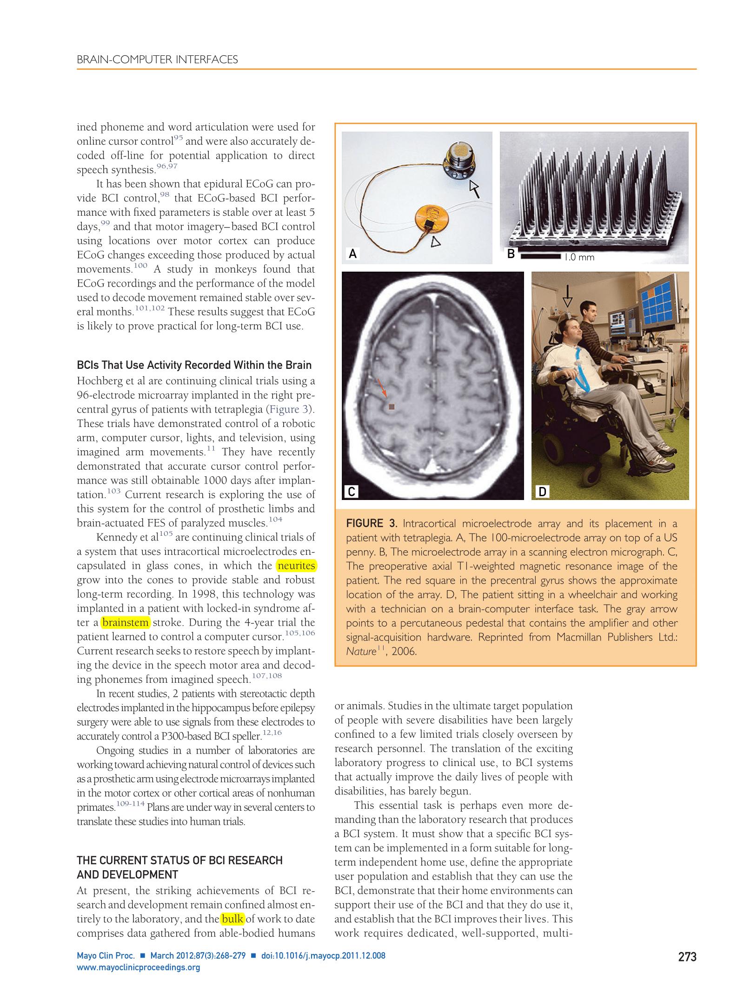 BRAIN-COMPUTER INTERFACES
ined phoneme and word articulation were used for
online cursor control95 and were also accurately de-
coded off-line for potential application to direct
speech synthesis.96,97
It has been shown that epidural ECoG can pro-
vide BCI control,98 that ECoG-based BCI perfor-
mance with fixed parameters is stable over at least 5
days,99 and that motor imagery–based BCI control
using locations over motor cortex can produce
ECoG changes exceeding those produced by actual
movements.100 A study in monkeys found that
ECoG recordings and the performance of the model
used to decode movement remained stable over sev-
eral months.101,102 These results suggest that ECoG
is likely to prove practical for long-term BCI use.
BCIs That Use Activity Recorded Within the Brain
Hochberg et al are continuing clinical trials using a
96-electrode microarray implanted in the right pre-
central gyrus of patients with tetraplegia (Figure 3).
These trials have demonstrated control of a robotic
arm, computer cursor, lights, and television, using
imagined arm movements.11 They have recently
demonstrated that accurate cursor control perfor-
mance was still obtainable 1000 days after implan-
tation.103 Current research is exploring the use of
this system for the control of prosthetic limbs and
brain-actuated FES of paralyzed muscles.104
Kennedy et al105 are continuing clinical trials of
a system that uses intracortical microelectrodes en-
capsulated in glass cones, in which the neurites
grow into the cones to provide stable and robust
long-term recording. In 1998, this technology was
implanted in a patient with locked-in syndrome af-
ter a brainstem stroke. During the 4-year trial the
patient learned to control a computer cursor.105,106
Current research seeks to restore speech by implant-
ing the device in the speech motor area and decod-
ing phonemes from imagined speech.107,108
In recent studies, 2 patients with stereotactic depth
electrodes implanted in the hippocampus before epilepsy
surgery were able to use signals from these electrodes to
accurately control a P300-based BCI speller.12,16
Ongoing studies in a number of laboratories are
working toward achieving natural control of devices such
as a prosthetic arm using electrode microarrays implanted
in the motor cortex or other cortical areas of nonhuman
primates.109-114 Plans are under way in several centers to
translate these studies into human trials.
THE CURRENT STATUS OF BCI RESEARCH
AND DEVELOPMENT
At present, the striking achievements of BCI re-
search and development remain confined almost en-
tirely to the laboratory, and the bulk of work to date
comprises data gathered from able-bodied humans
A
B
1.0 mm
C
D
FIGURE 3. Intracortical microelectrode array and its placement in a
patient with tetraplegia. A, The 100-microelectrode array on top of a US
penny. B, The microelectrode array in a scanning electron micrograph. C,
The preoperative axial T1-weighted magnetic resonance image of the
patient. The red square in the precentral gyrus shows the approximate
location of the array. D, The patient sitting in a wheelchair and working
with a technician on a brain-computer interface task. The gray arrow
points to a percutaneous pedestal that contains the amplifier and other
signal-acquisition hardware. Reprinted from Macmillan Publishers Ltd.:
Nature11, 2006.
or animals. Studies in the ultimate target population
of people with severe disabilities have been largely
confined to a few limited trials closely overseen by
research personnel. The translation of the exciting
laboratory progress to clinical use, to BCI systems
that actually improve the daily lives of people with
disabilities, has barely begun.
This essential task is perhaps even more de-
manding than the laboratory research that produces
a BCI system. It must show that a specific BCI sys-
tem can be implemented in a form suitable for long-
term independent home use, define the appropriate
user population and establish that they can use the
BCI, demonstrate that their home environments can
support their use of the BCI and that they do use it,
and establish that the BCI improves their lives. This
work requires dedicated, well-supported, multi-
Mayo Clin Proc. ■ March 2012;87(3):268-279 ■ doi:10.1016/j.mayocp.2011.12.008
www.mayoclinicproceedings.org
273